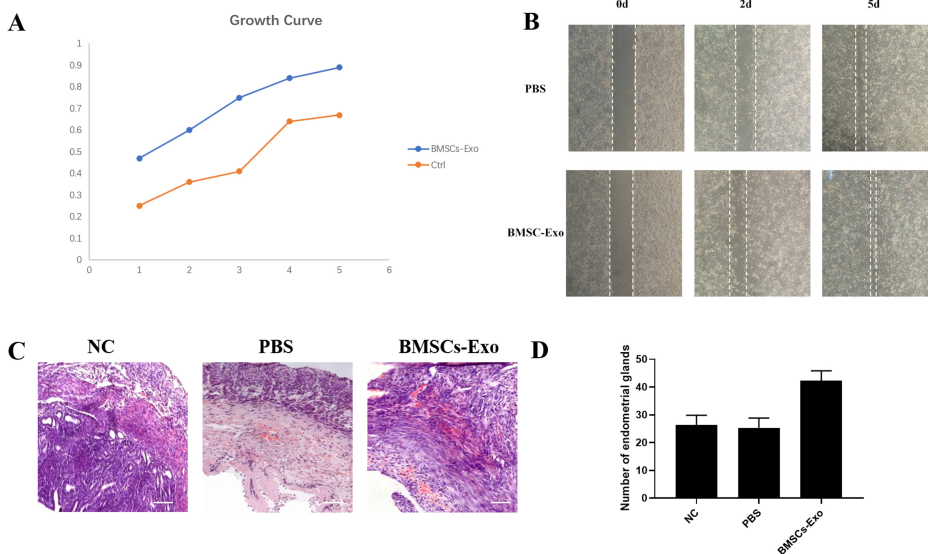 A
Growth Curve
1
0.9
0.8
0.7
0.6
0.5
0.4
0.3
0.2
0.1
0
0 1 2 3 4 5 6
BMSCs-Exo
Ctrl
B
0d 2d 5d
PBS
BMSC-Exo
C
NC PBS BMSCs-Exo
D
Number of endometrial glands
50
40
30
20
10
0
NC PBS BMSCs-Exo